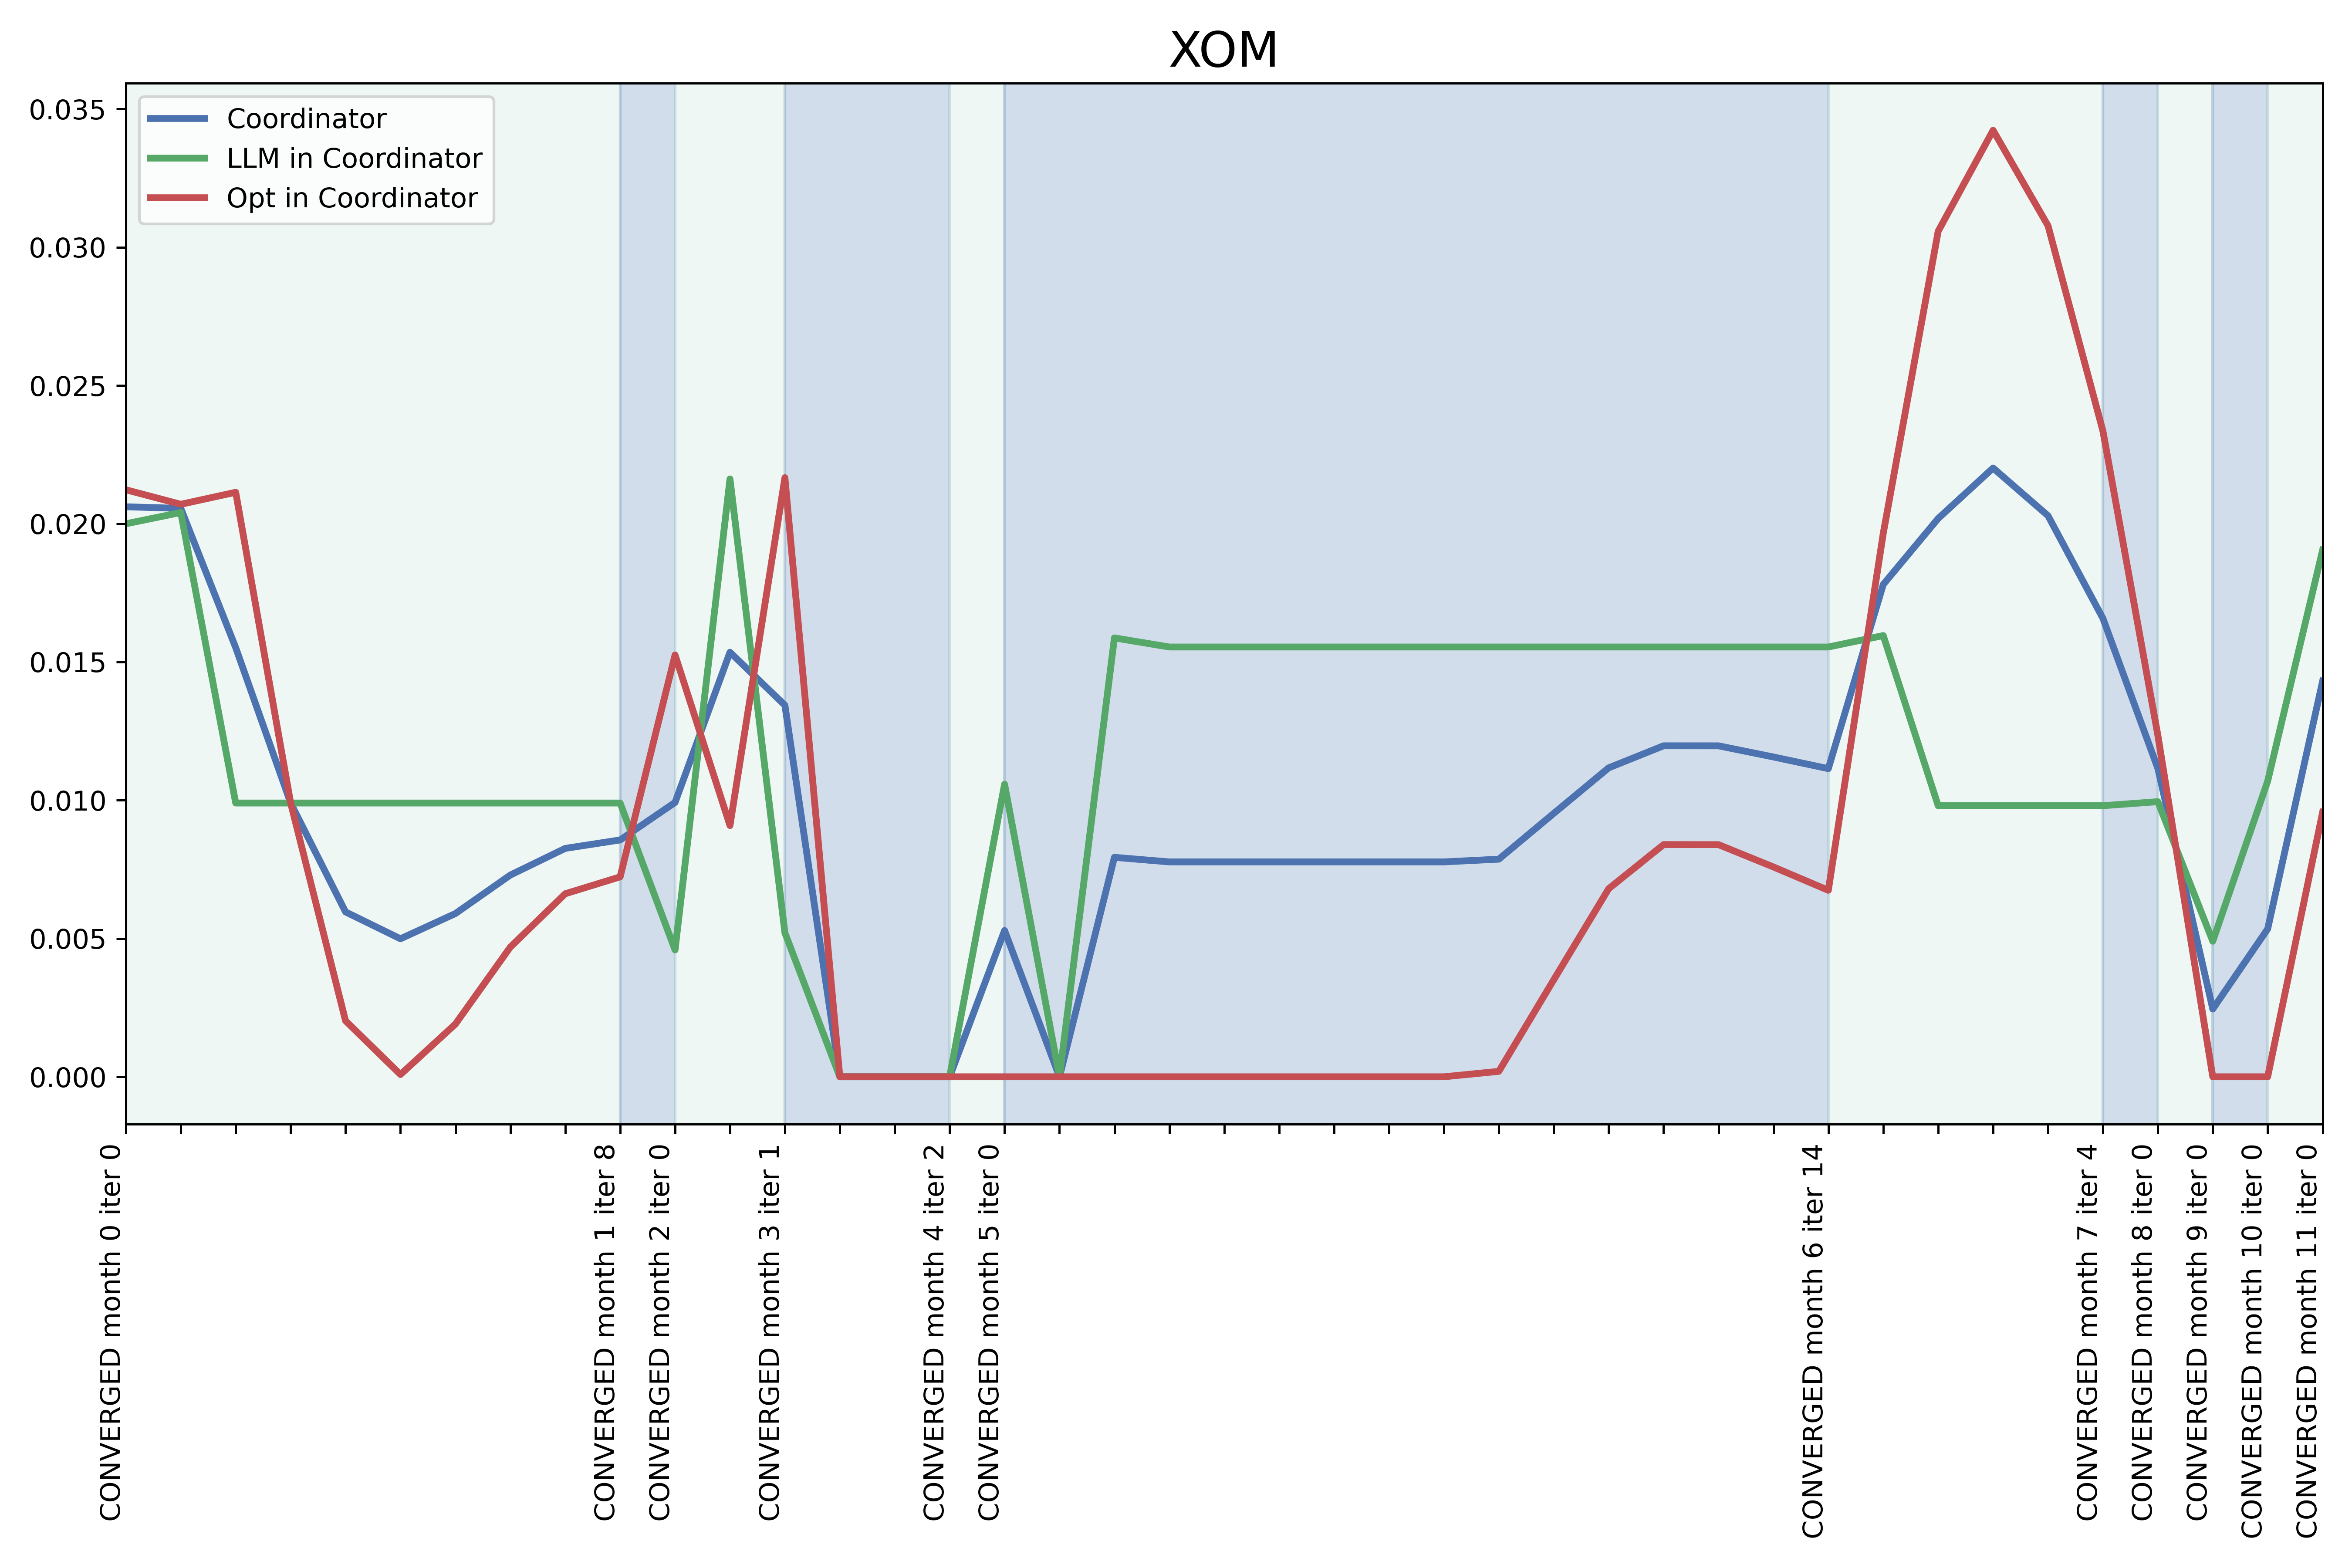 XOM
Coordinator
LLM in Coordinator
Opt in Coordinator
0.035
0.030
0.025
0.020
0.015
0.010
0.005
0.000
CONVERGED month 0 iter 0
CONVERGED month 1 iter 8
CONVERGED month 2 iter 0
CONVERGED month 3 iter 1
CONVERGED month 4 iter 2
CONVERGED month 5 iter 0
CONVERGED month 6 iter 14
CONVERGED month 7 iter 4
CONVERGED month 8 iter 0
CONVERGED month 9 iter 0
CONVERGED month 10 iter 0
CONVERGED month 11 iter 0